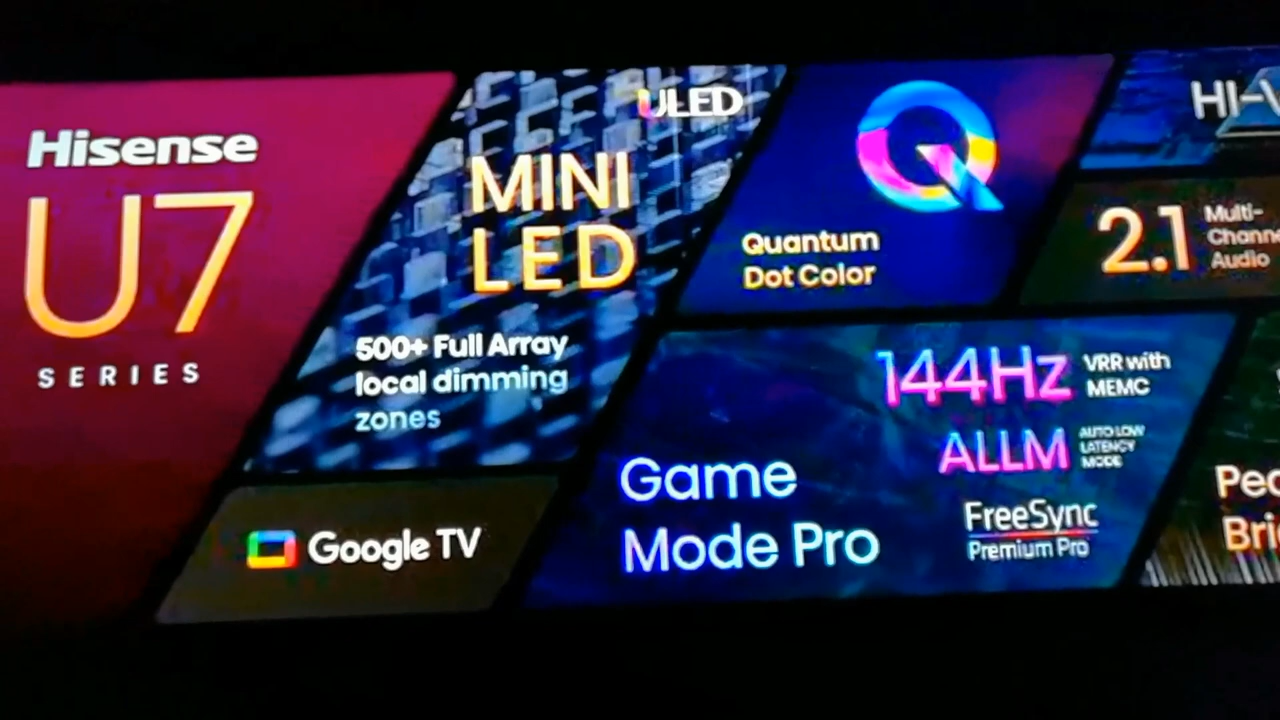 Hisense
U7
SERIES
ULED
MINI
LED
500+ Full Array
local dimming
zones
Google TV
Quantum
Dot Color
2.1
Multi-
Audio
144Hz
VRR with
MEMC
ALLM
AUTO LOW
LATENCY
MODE
Game
Mode Pro
FreeSync
Premium Pro